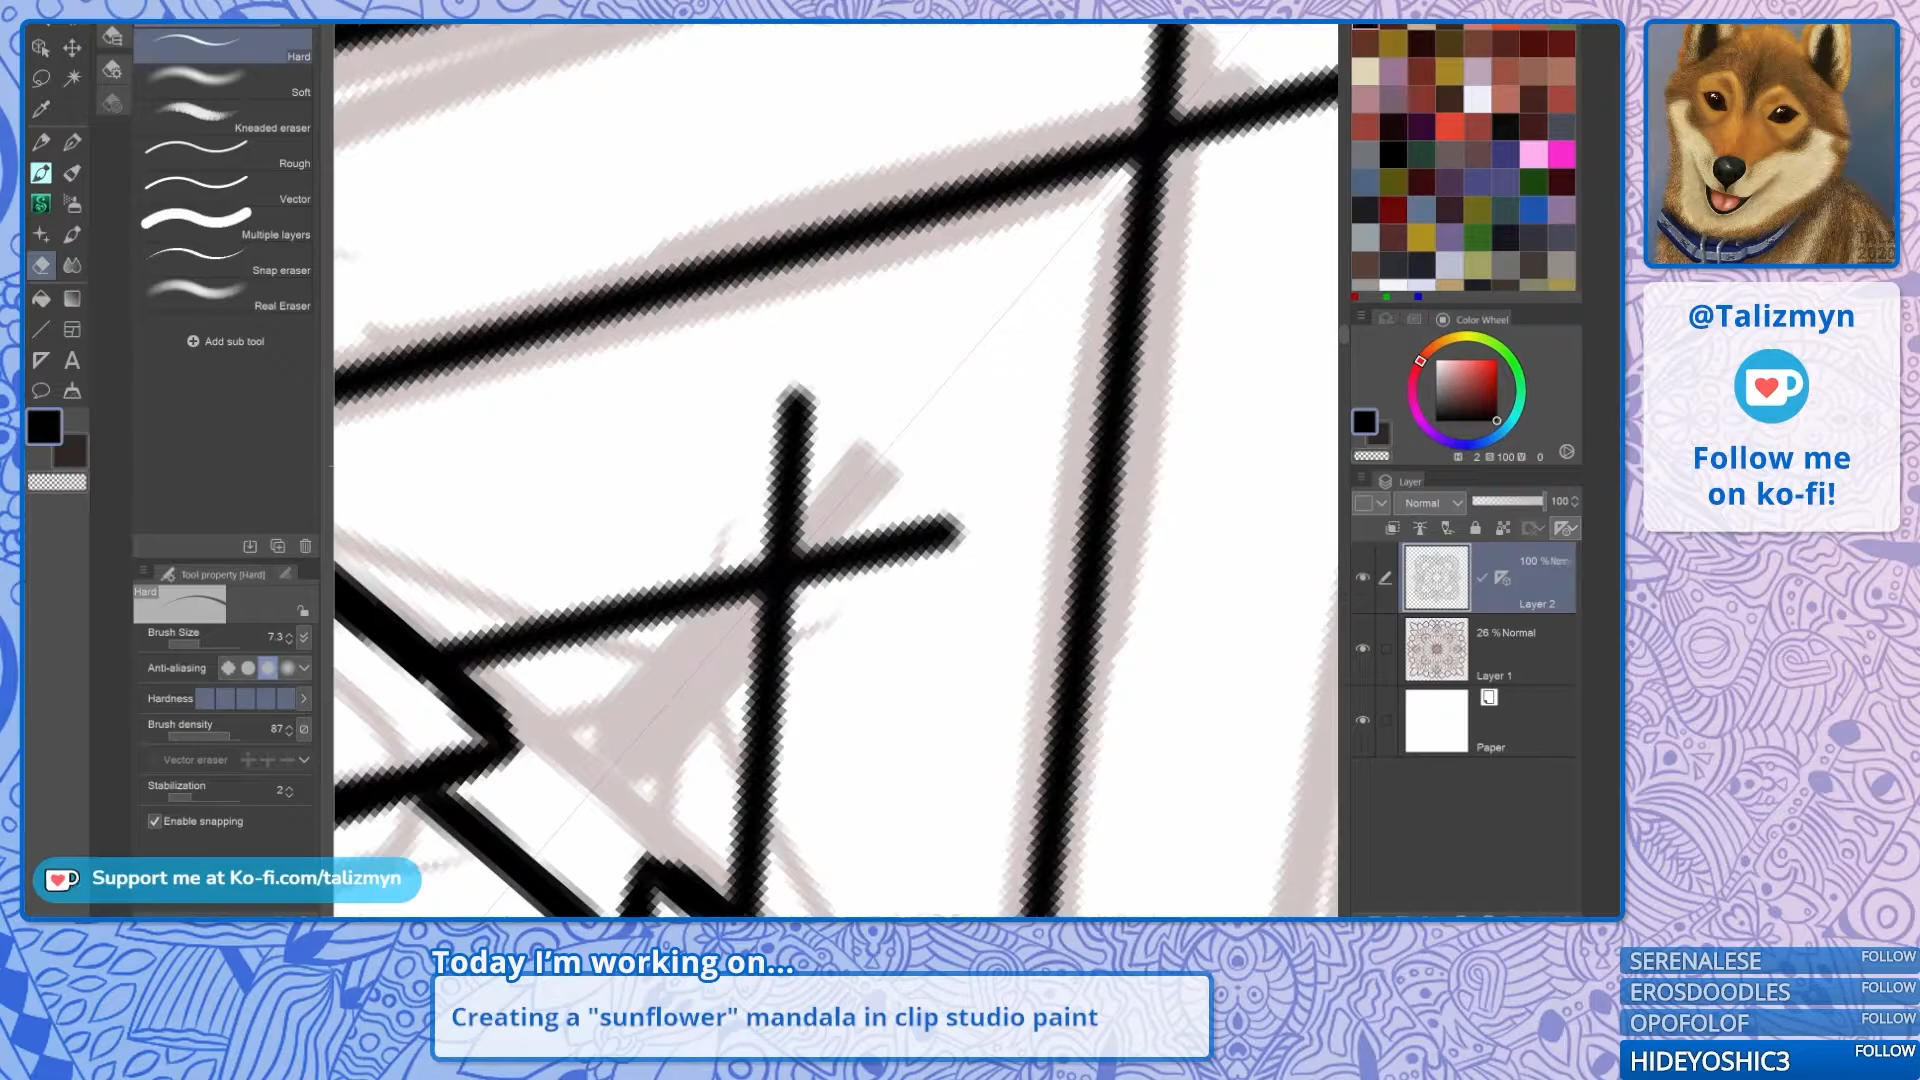 Hard
Soft
Kneaded eraser
Rough
Vector
Multiple layers
Snap eraser
Real Eraser
Add sub tool
Tool property [Hard]
Hard
Brush Size 7.3
Anti-aliasing
Hardness
Brush density 87
Vector eraser
Stabilization 2
Enable snapping
Support me at Ko-fi.com/talizmyn
Color Wheel
H 2 S 100 V 0
Layer
Normal 100
100 % Norm
Layer 2
26 % Normal
Layer 1
Paper
@Talizmyn
Follow me
on ko-fi!
Today I'm working on...
Creating a "sunflower" mandala in clip studio paint
SERENALESE FOLLOW
EROSDOODLES FOLLOW
OPOFOLOF FOLLOW
HIDEYOSHIC3 FOLLOW